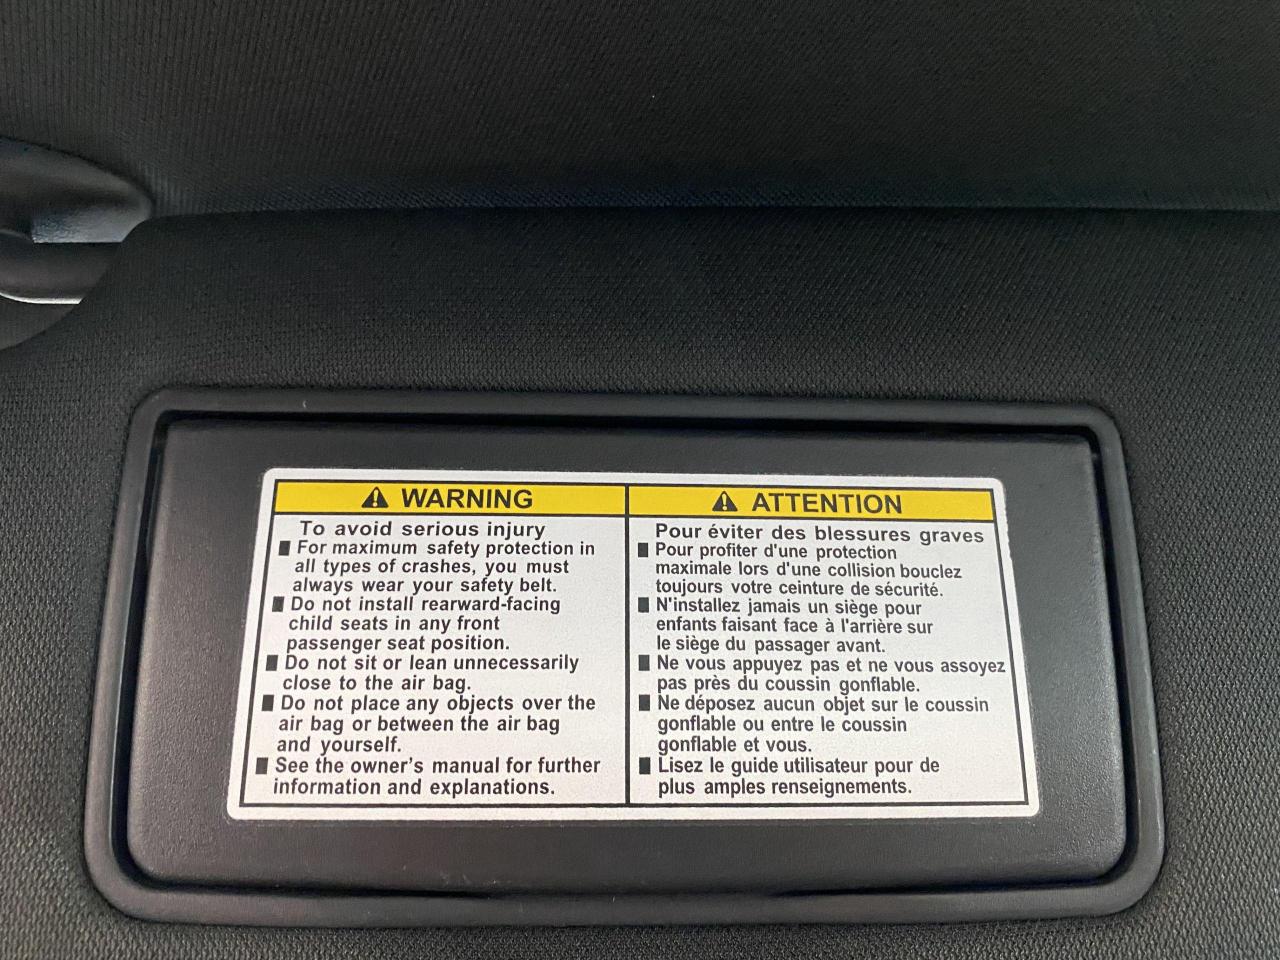 WARNING
To avoid serious injury
For maximum safety protection in
all types of crashes, you must
always wear your safety belt.
Do not install rearward-facing
child seats in any front
passenger seat position.
Do not sit or lean unnecessarily
close to the air bag.
Do not place any objects over the
air bag or between the air bag
and yourself.
See the owner's manual for further
information and explanations.
ATTENTION
Pour éviter des blessures graves
Pour profiter d'une protection
maximale lors d'une collision bouclez
toujours votre ceinture de sécurité.
N'installez jamais un siège pour
enfants faisant face à l'arrière sur
le siège du passager avant.
Ne vous appuyez pas et ne vous assoyez
pas près du coussin gonflable.
Ne déposez aucun objet sur le coussin
gonflable ou entre le coussin
gonflable et vous.
Lisez le guide utilisateur pour de
plus amples renseignements.